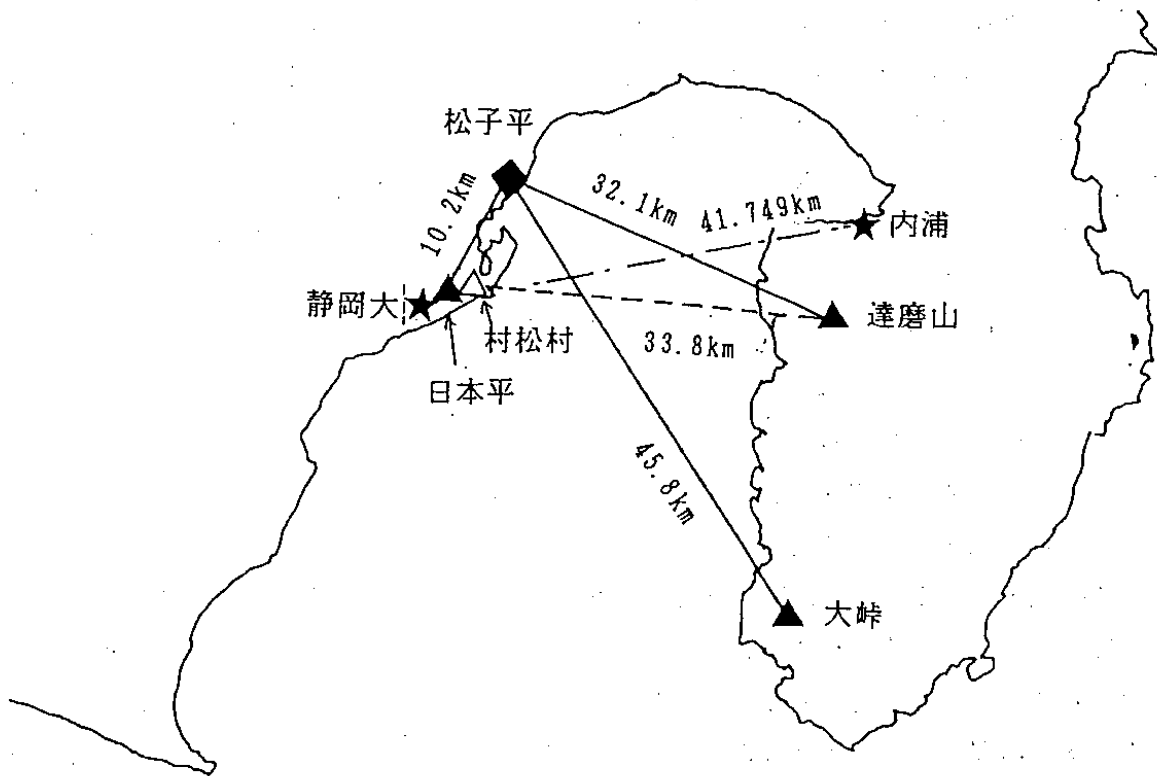 松子平
10.2km
32.1km
41.749km
内浦
静岡大
村松村
33.8km
達磨山
日本平
45.8km
大峠